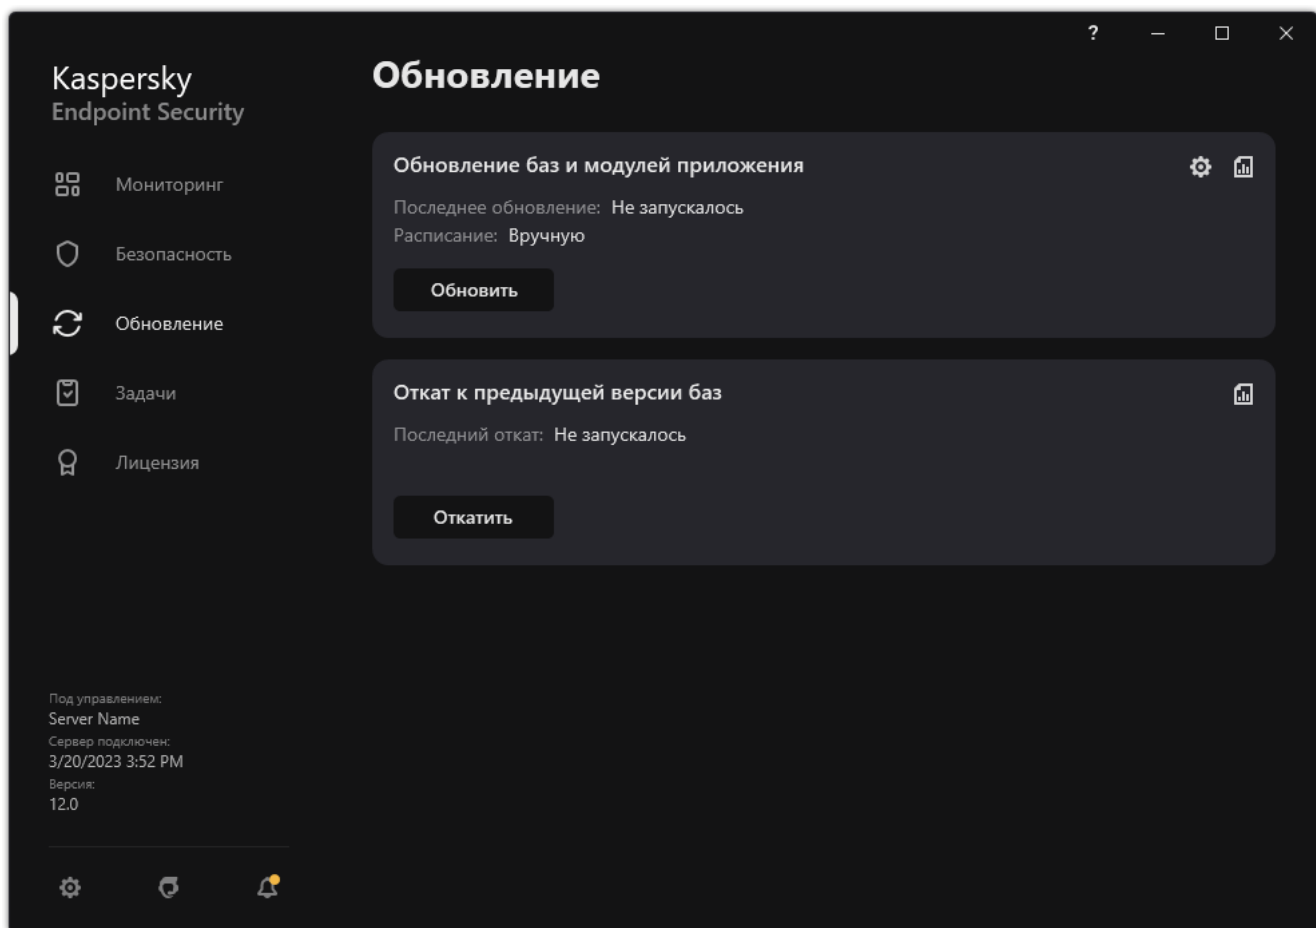 ?
Kaspersky
Endpoint Security
Мониторинг
Безопасность
Обновление
Задачи
Лицензия
Под управлением:
Server Name
Сервер подключен:
3/20/2023 3:52 PM
Версия:
12.0
Обновление
Обновление баз и модулей приложения
Последнее обновление: Не запускалось
Расписание: Вручную
Обновить
Откат к предыдущей версии баз
Последний откат: Не запускалось
Откатить